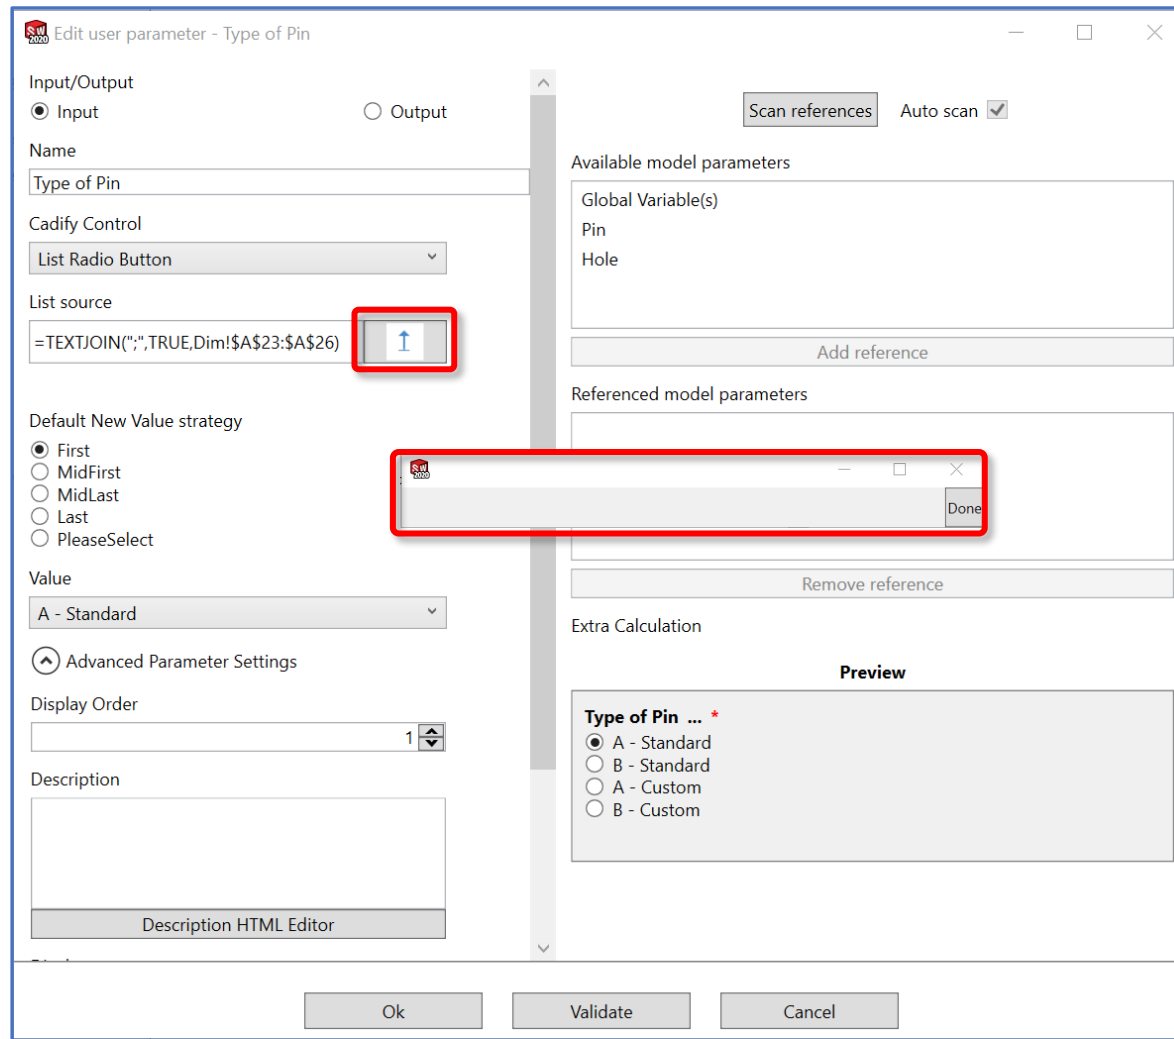 SW 2020 Edit user parameter - Type of Pin
Input/Output
Input
Output
Name
Type of Pin
Cadify Control
List Radio Button
List source
=TEXTJOIN(";",TRUE,Dim!$A$23:$A$26)
Default New Value strategy
First
MidFirst
MidLast
Last
PleaseSelect
Value
A - Standard
Advanced Parameter Settings
Display Order
1
Description
Description HTML Editor
Scan references
Auto scan
Available model parameters
Global Variable(s)
Pin
Hole
Add reference
Referenced model parameters
SW 2020
Done
Remove reference
Extra Calculation
Preview
Type of Pin ... *
A - Standard
B - Standard
A - Custom
B - Custom
Ok
Validate
Cancel